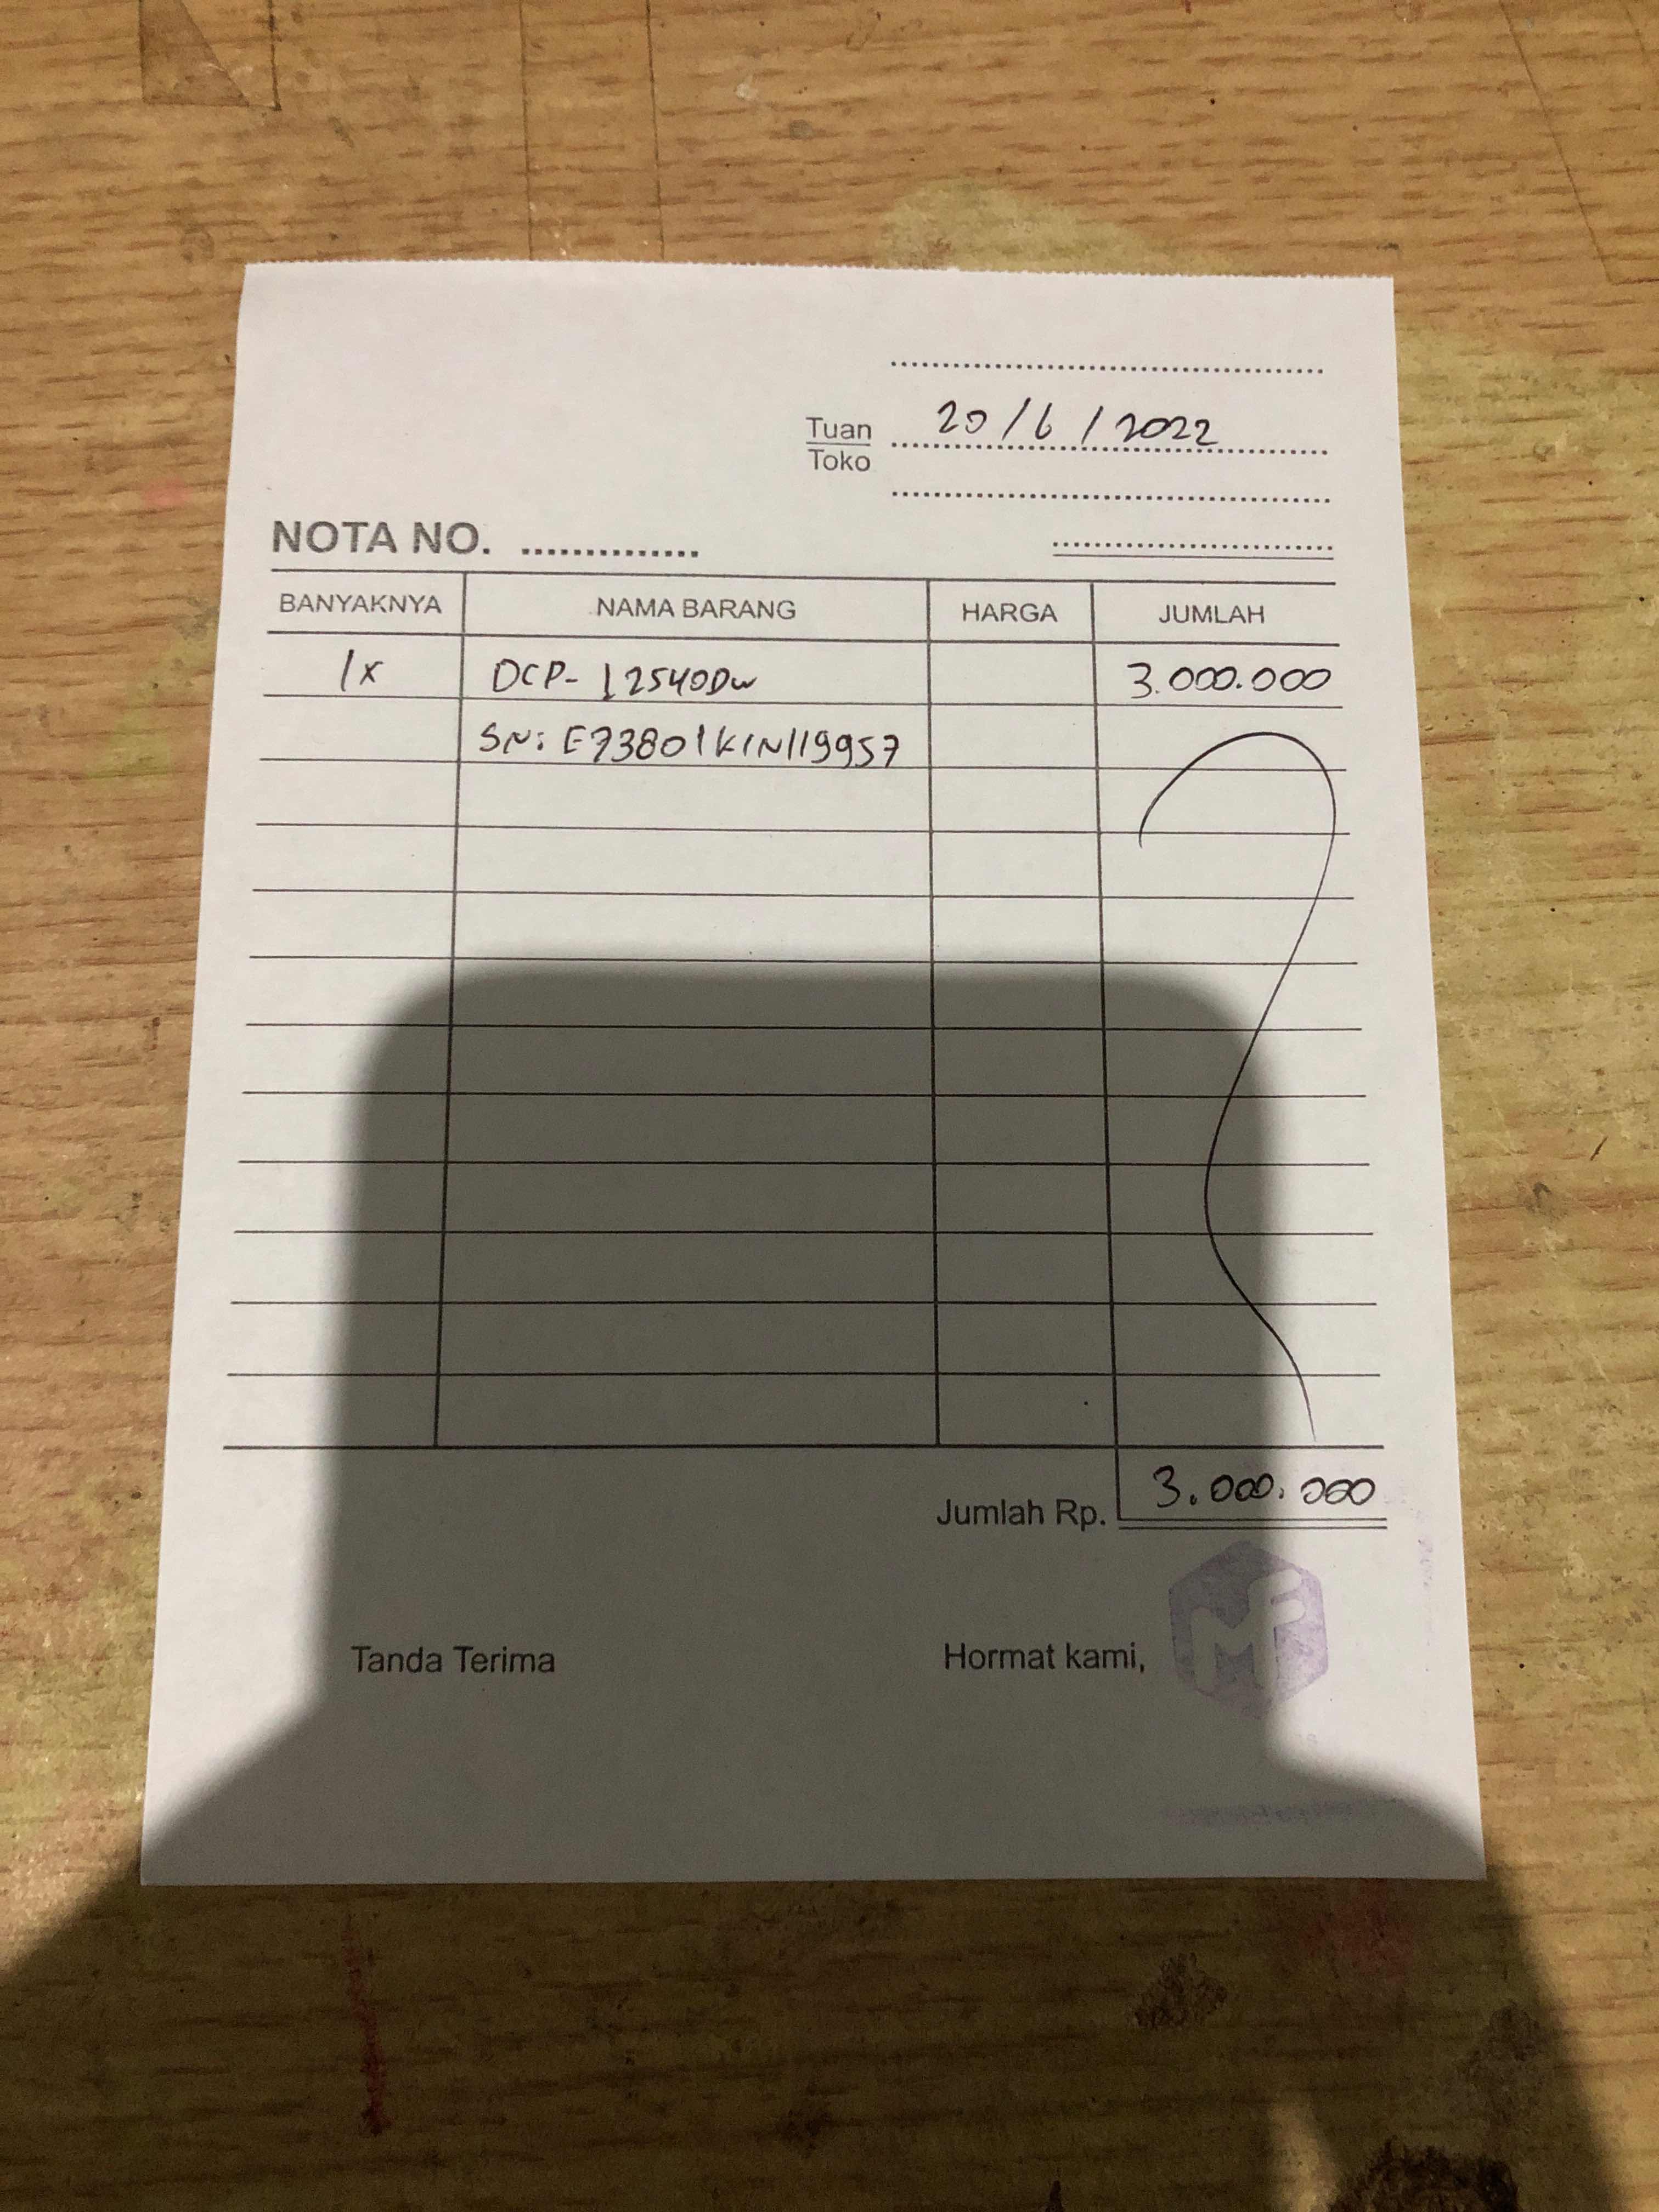 Tuan 20/6/2022
Toko
NOTA NO. ..............
BANYAKNYA NAMA BARANG HARGA JUMLAH
1x DCP-L2540DW 3.000.000
SN: E73801K1N119957
Jumlah Rp. 3.000.000
Tanda Terima Hormat kami,
MF